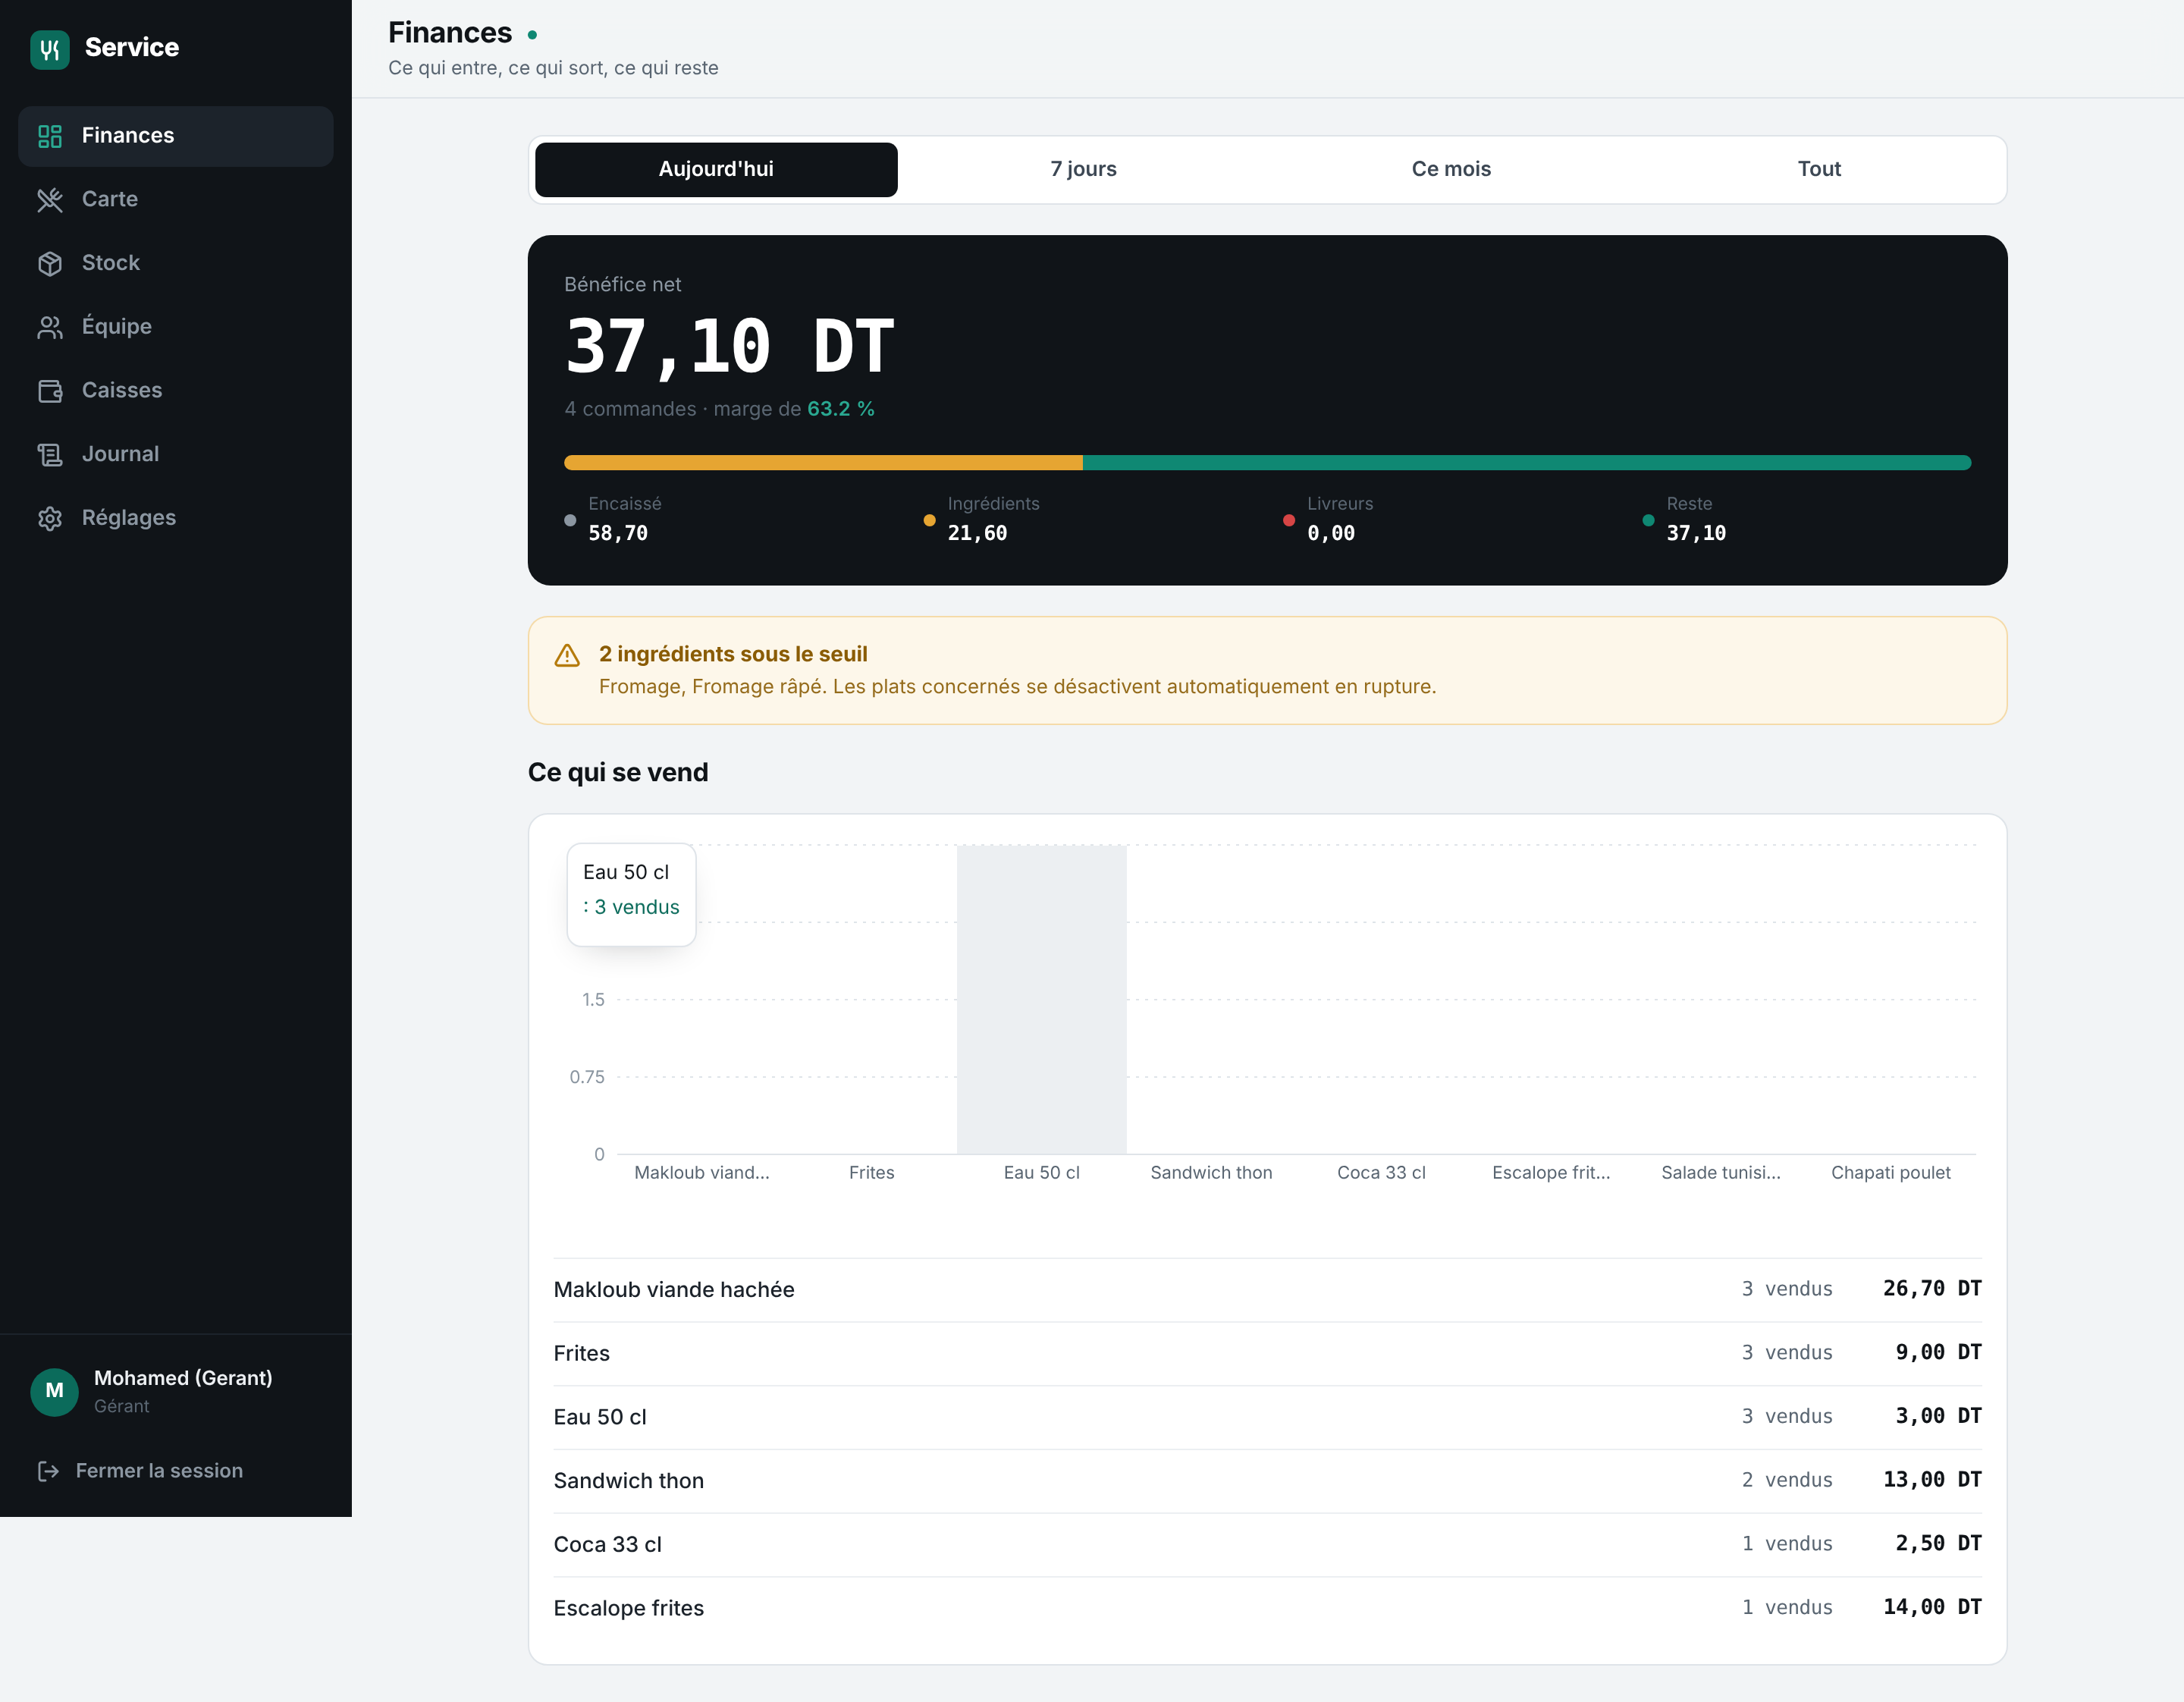 Service
Finances
Carte
Stock
Équipe
Caisses
Journal
Réglages
M
Mohamed (Gerant)
Gérant
Fermer la session
Finances
Ce qui entre, ce qui sort, ce qui reste
Aujourd'hui
7 jours
Ce mois
Tout
Bénéfice net
37,10 DT
4 commandes · marge de 63.2 %
Encaissé
58,70
Ingrédients
21,60
Livreurs
0,00
Reste
37,10
2 ingrédients sous le seuil
Fromage, Fromage râpé. Les plats concernés se désactivent automatiquement en rupture.
Ce qui se vend
Eau 50 cl
: 3 vendus
1.5
0.75
0
Makloub viand...
Frites
Eau 50 cl
Sandwich thon
Coca 33 cl
Escalope frit...
Salade tunisi...
Chapati poulet
Makloub viande hachée 3 vendus 26,70 DT
Frites 3 vendus 9,00 DT
Eau 50 cl 3 vendus 3,00 DT
Sandwich thon 2 vendus 13,00 DT
Coca 33 cl 1 vendus 2,50 DT
Escalope frites 1 vendus 14,00 DT